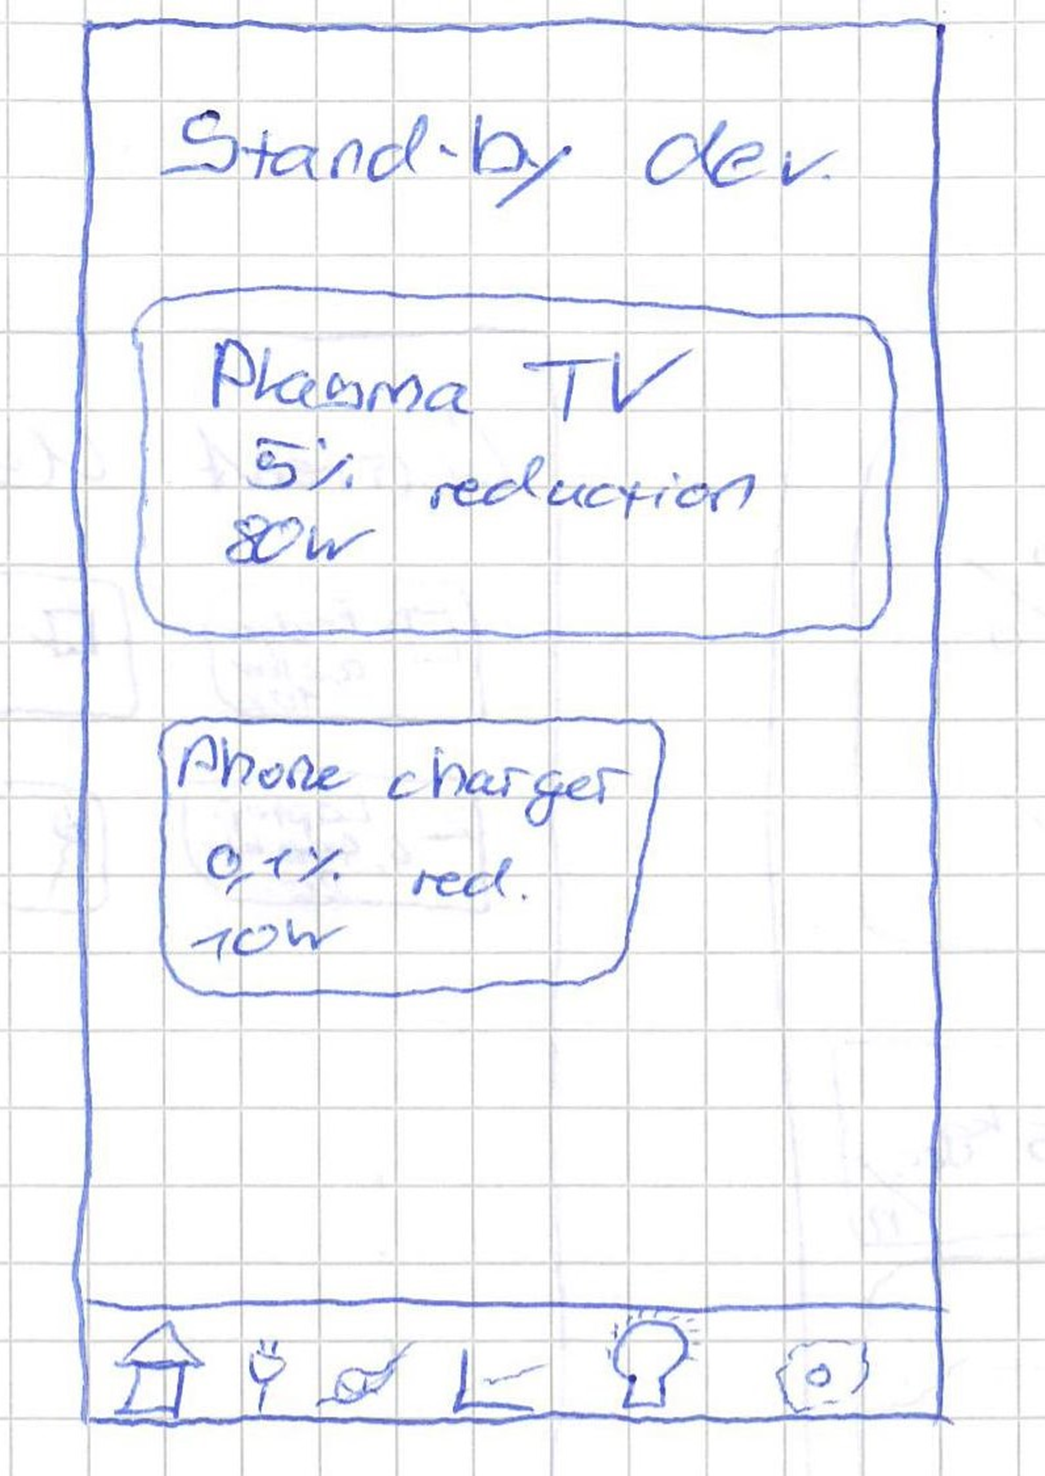 Stand-by dev.
Plasma TV
5% reduction
80W
Phone charger
0,1% red.
10W